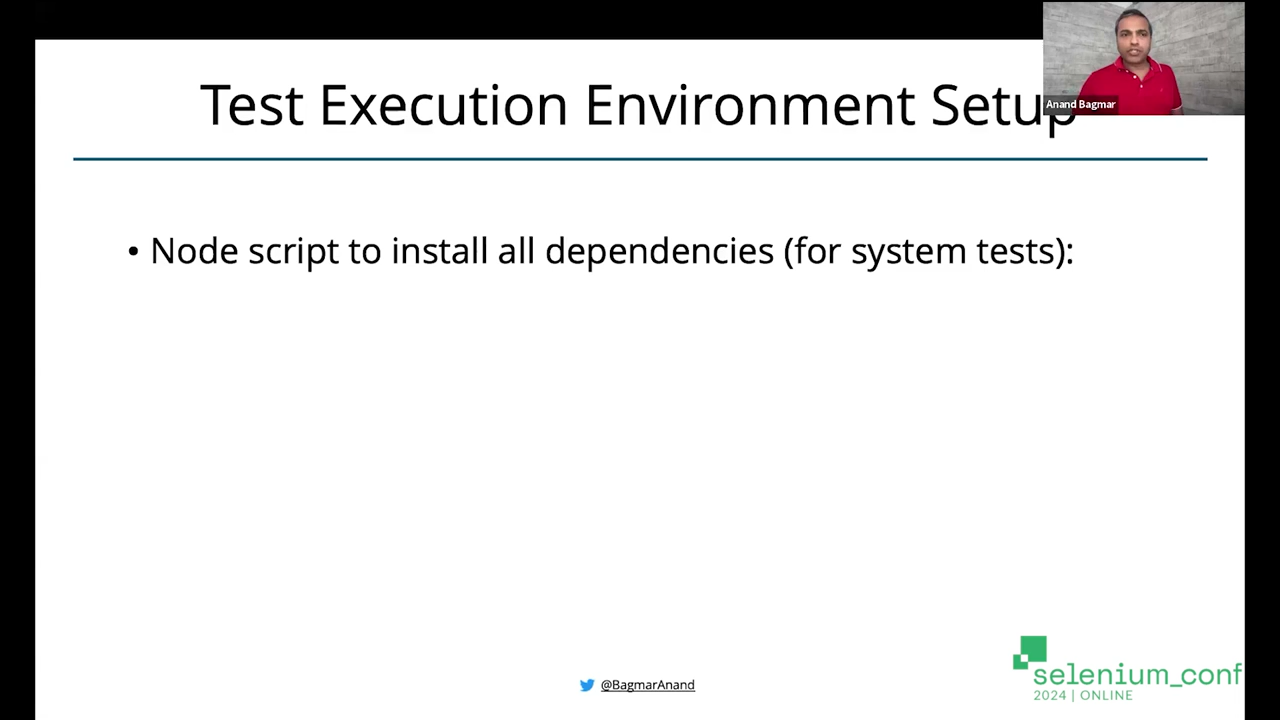 Test Execution Environment Setup
Anand Bagmar
• Node script to install all dependencies (for system tests):
@BagmarAnand
selenium_conf
2024 | ONLINE